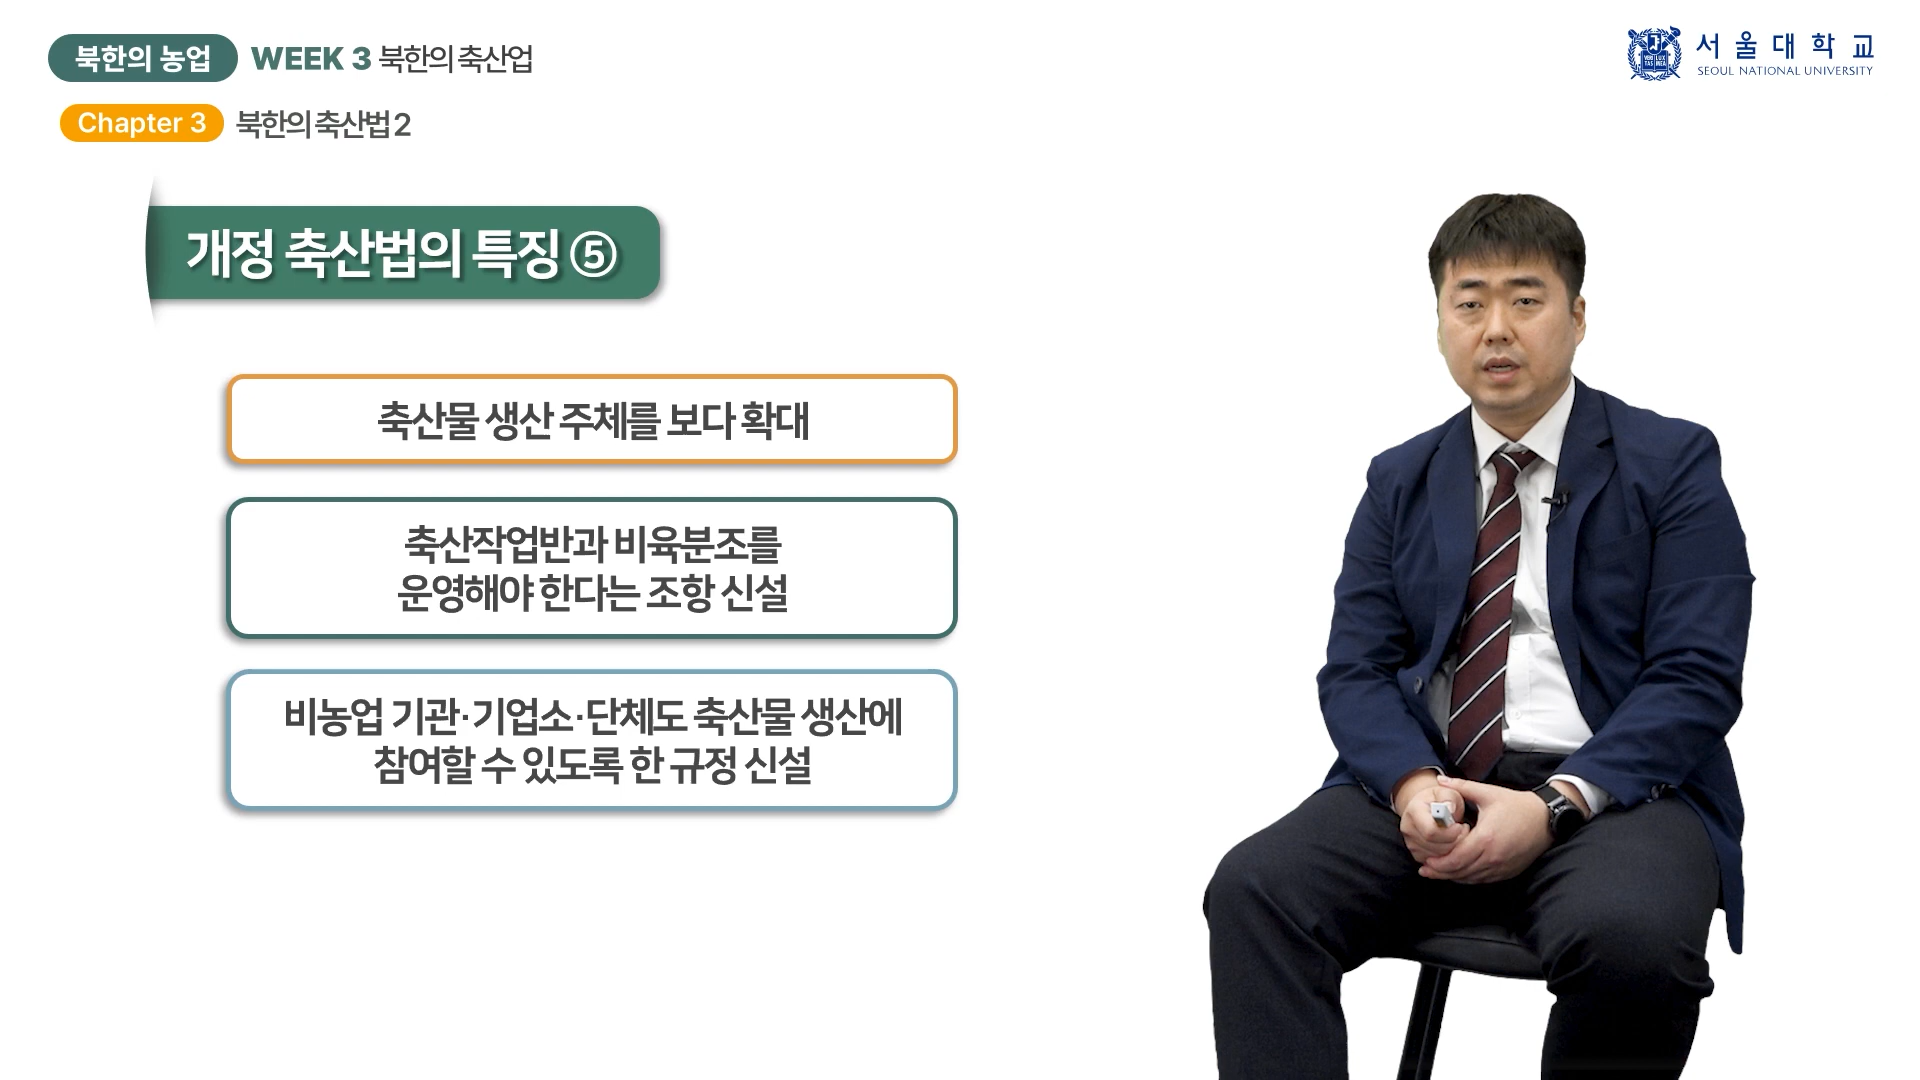 북한의 농업 WEEK 3 북한의 축산업
서울대학교
SEOUL NATIONAL UNIVERSITY
Chapter 3 북한의 축산법 2
개정 축산법의 특징 ⑤
축산물 생산 주체를 보다 확대
축산작업반과 비육분조를
운영해야 한다는 조항 신설
비농업 기관·기업소·단체도 축산물 생산에
참여할 수 있도록 한 규정 신설